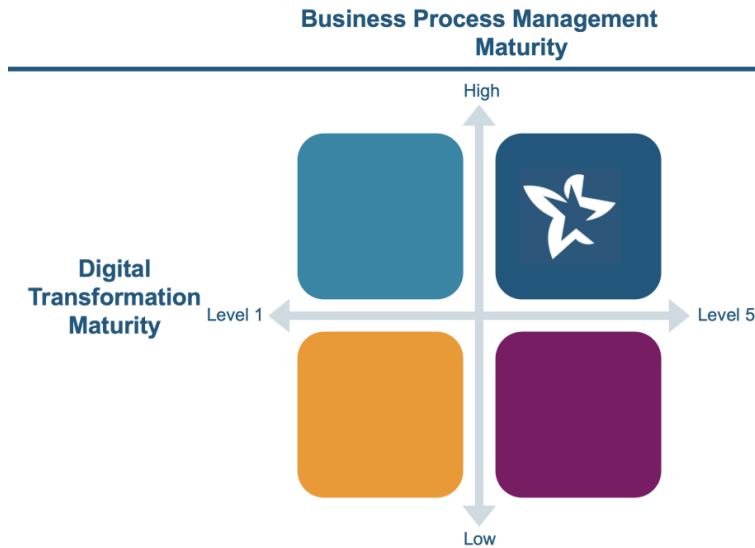 Business Process Management
Maturity
High
Digital
Transformation
Maturity
Level 1
Level 5
Low